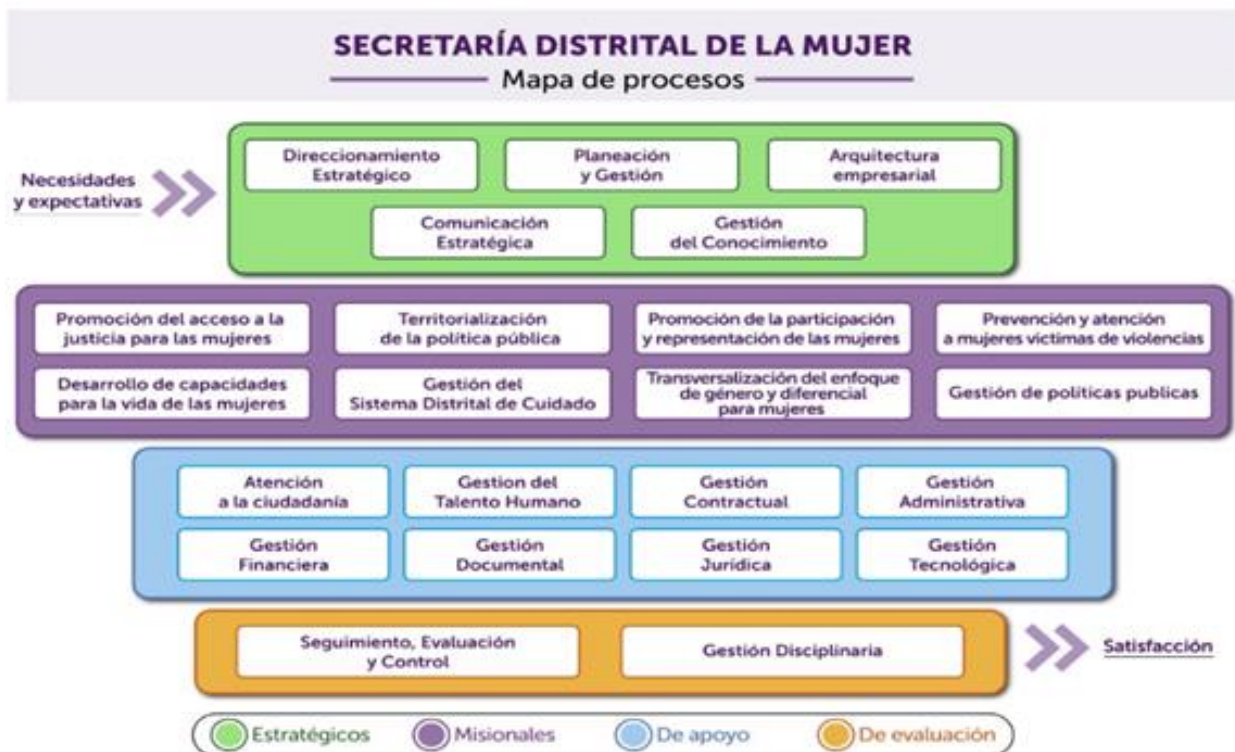 SECRETARÍA DISTRITAL DE LA MUJER
Mapa de procesos
Necesidades
y expectativas
Direccionamiento
Estratégico
Planeación
y Gestión
Arquitectura
empresarial
Comunicación
Estratégica
Gestión
del Conocimiento
Promoción del acceso a la
justicia para las mujeres
Territorialización
de la política pública
Promoción de la participación
y representación de las mujeres
Prevención y atención
a mujeres víctimas de violencias
Desarrollo de capacidades
para la vida de las mujeres
Gestión del
Sistema Distrital de Cuidado
Transversalización del enfoque
de género y diferencial
para mujeres
Gestión de políticas publicas
Atención
a la ciudadanía
Gestion del
Talento Humano
Gestión
Contractual
Gestión
Administrativa
Gestión
Financiera
Gestión
Documental
Gestión
Jurídica
Gestión
Tecnológica
Seguimiento, Evaluación
y Control
Gestión Disciplinaria
Satisfacción
Estratégicos
Misionales
De apoyo
De evaluación